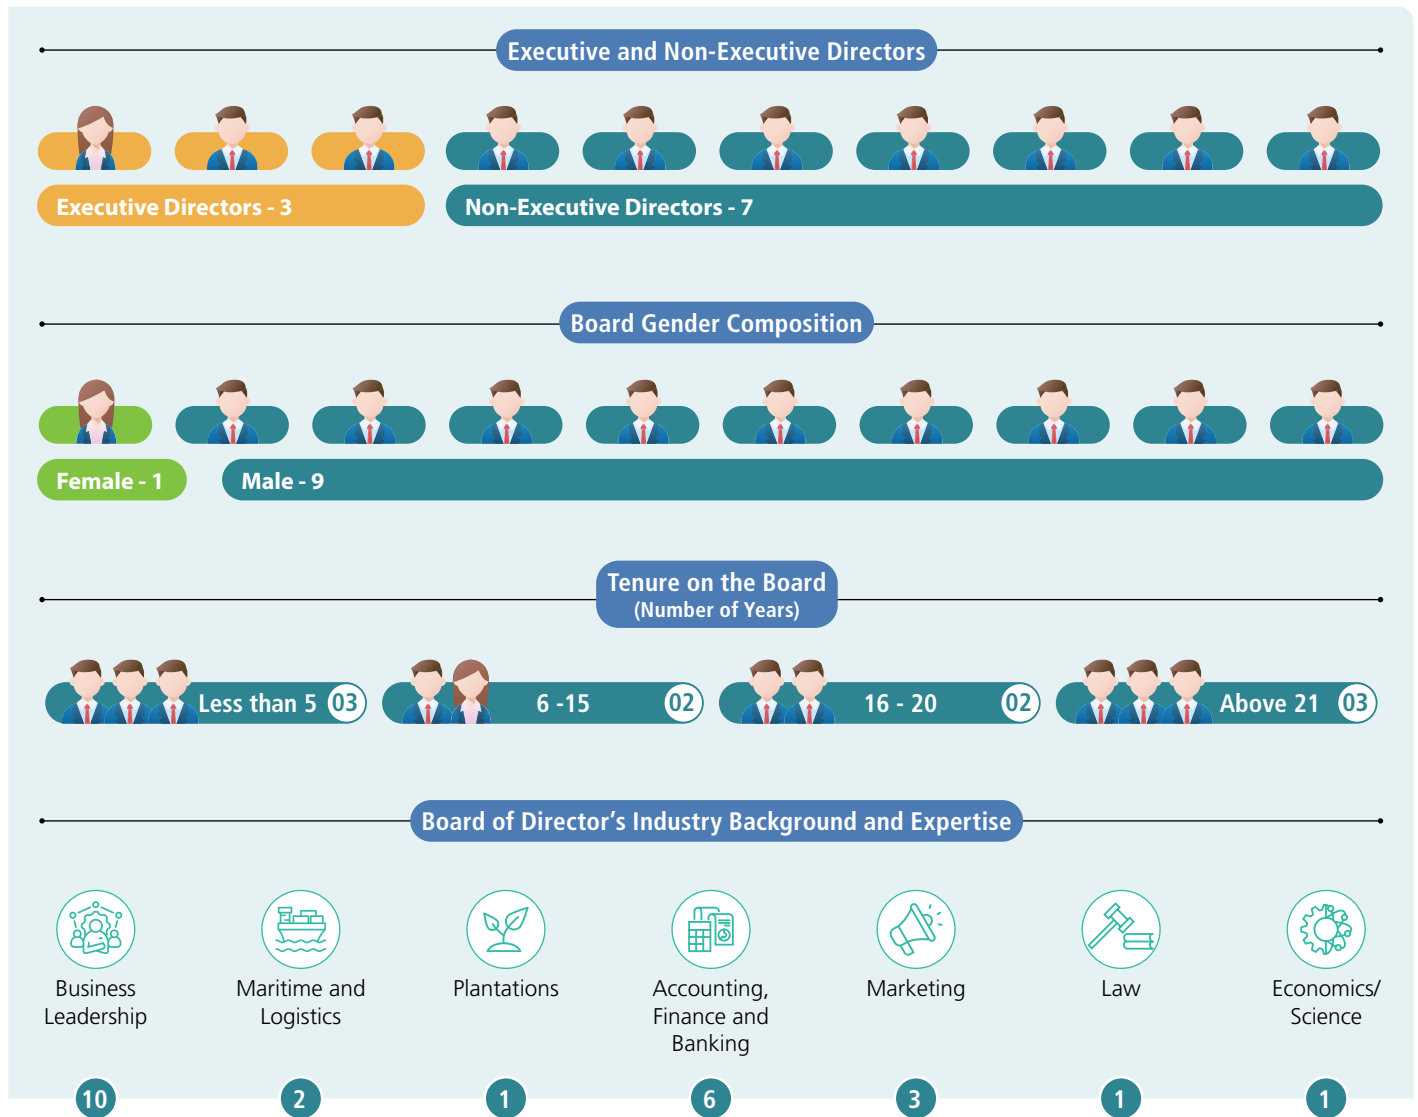 Executive and Non-Executive Directors
Executive Directors - 3
Non-Executive Directors - 7
Board Gender Composition
Female - 1
Male - 9
Tenure on the Board
(Number of Years)
Less than 5 03
6 -15 02
16 - 20 02
Above 21 03
Board of Director’s Industry Background and Expertise
Business
Leadership
10
Maritime and
Logistics
2
Plantations
1
Accounting,
Finance and
Banking
6
Marketing
3
Law
1
Economics/
Science
1